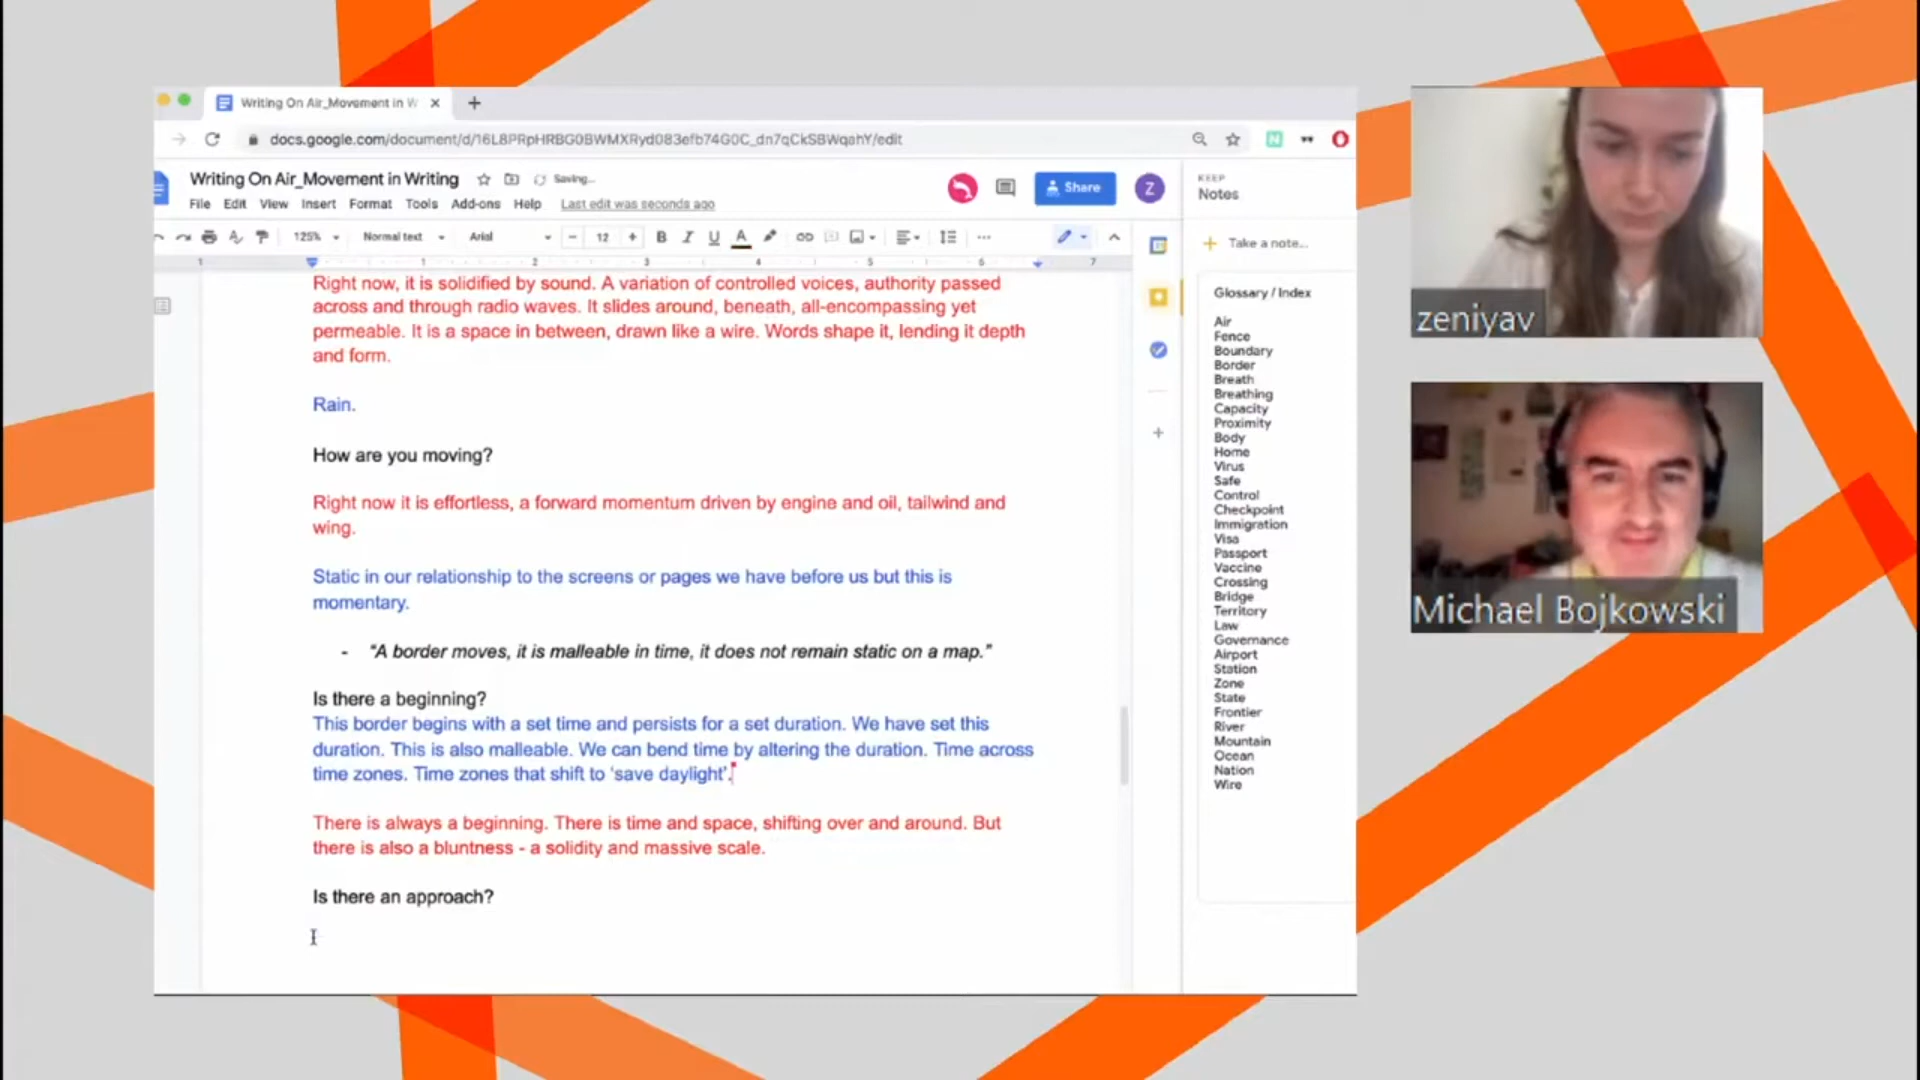 Writing On Air_Movement in W
docs.google.com/document/d/16L8PRpHRBG0BWMXRyd083efb74G0C_dn7qCkSBWqahY/edit
Writing On Air_Movement in Writing
Saving...
Share
Z
File Edit View Insert Format Tools Add-ons Help Last edit was seconds ago
125% Normal text Arial 12 B I U A
1 1 2 3 4 5 6 7
Right now, it is solidified by sound. A variation of controlled voices, authority passed
across and through radio waves. It slides around, beneath, all-encompassing yet
permeable. It is a space in between, drawn like a wire. Words shape it, lending it depth
and form.
Rain.
How are you moving?
Right now it is effortless, a forward momentum driven by engine and oil, tailwind and
wing.
Static in our relationship to the screens or pages we have before us but this is
momentary.
- “A border moves, it is malleable in time, it does not remain static on a map.”
Is there a beginning?
This border begins with a set time and persists for a set duration. We have set this
duration. This is also malleable. We can bend time by altering the duration. Time across
time zones. Time zones that shift to ‘save daylight’.
There is always a beginning. There is time and space, shifting over and around. But
there is also a bluntness - a solidity and massive scale.
Is there an approach?
KEEP
Notes
Take a note...
Glossary / Index
Air
Fence
Boundary
Border
Breath
Breathing
Capacity
Proximity
Body
Home
Virus
Safe
Control
Checkpoint
Immigration
Visa
Passport
Vaccine
Crossing
Bridge
Territory
Law
Governance
Airport
Station
Zone
State
Frontier
River
Mountain
Ocean
Nation
Wire
zeniyav
Michael Bojkowski